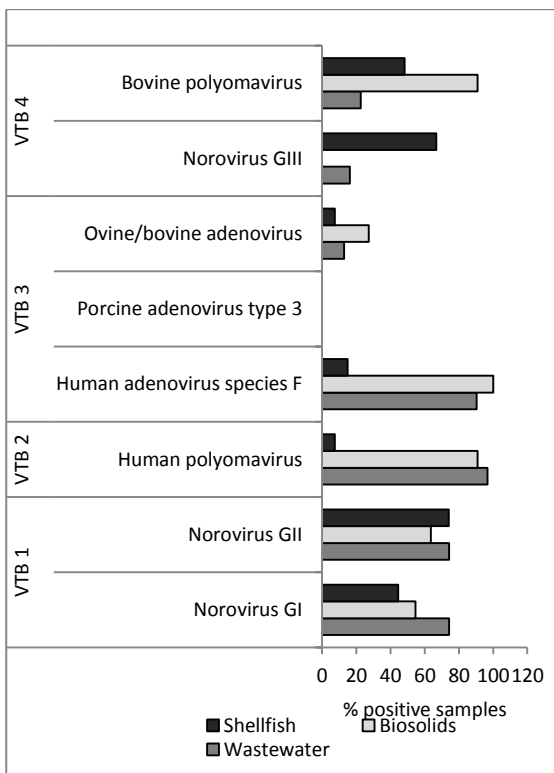 VTB 4
Bovine polyomavirus
Norovirus GIII
VTB 3
Ovine/bovine adenovirus
Porcine adenovirus type 3
Human adenovirus species F
VTB 2
Human polyomavirus
VTB 1
Norovirus GII
Norovirus GI
0 20 40 60 80 100 120
% positive samples
Shellfish Biosolids
Wastewater